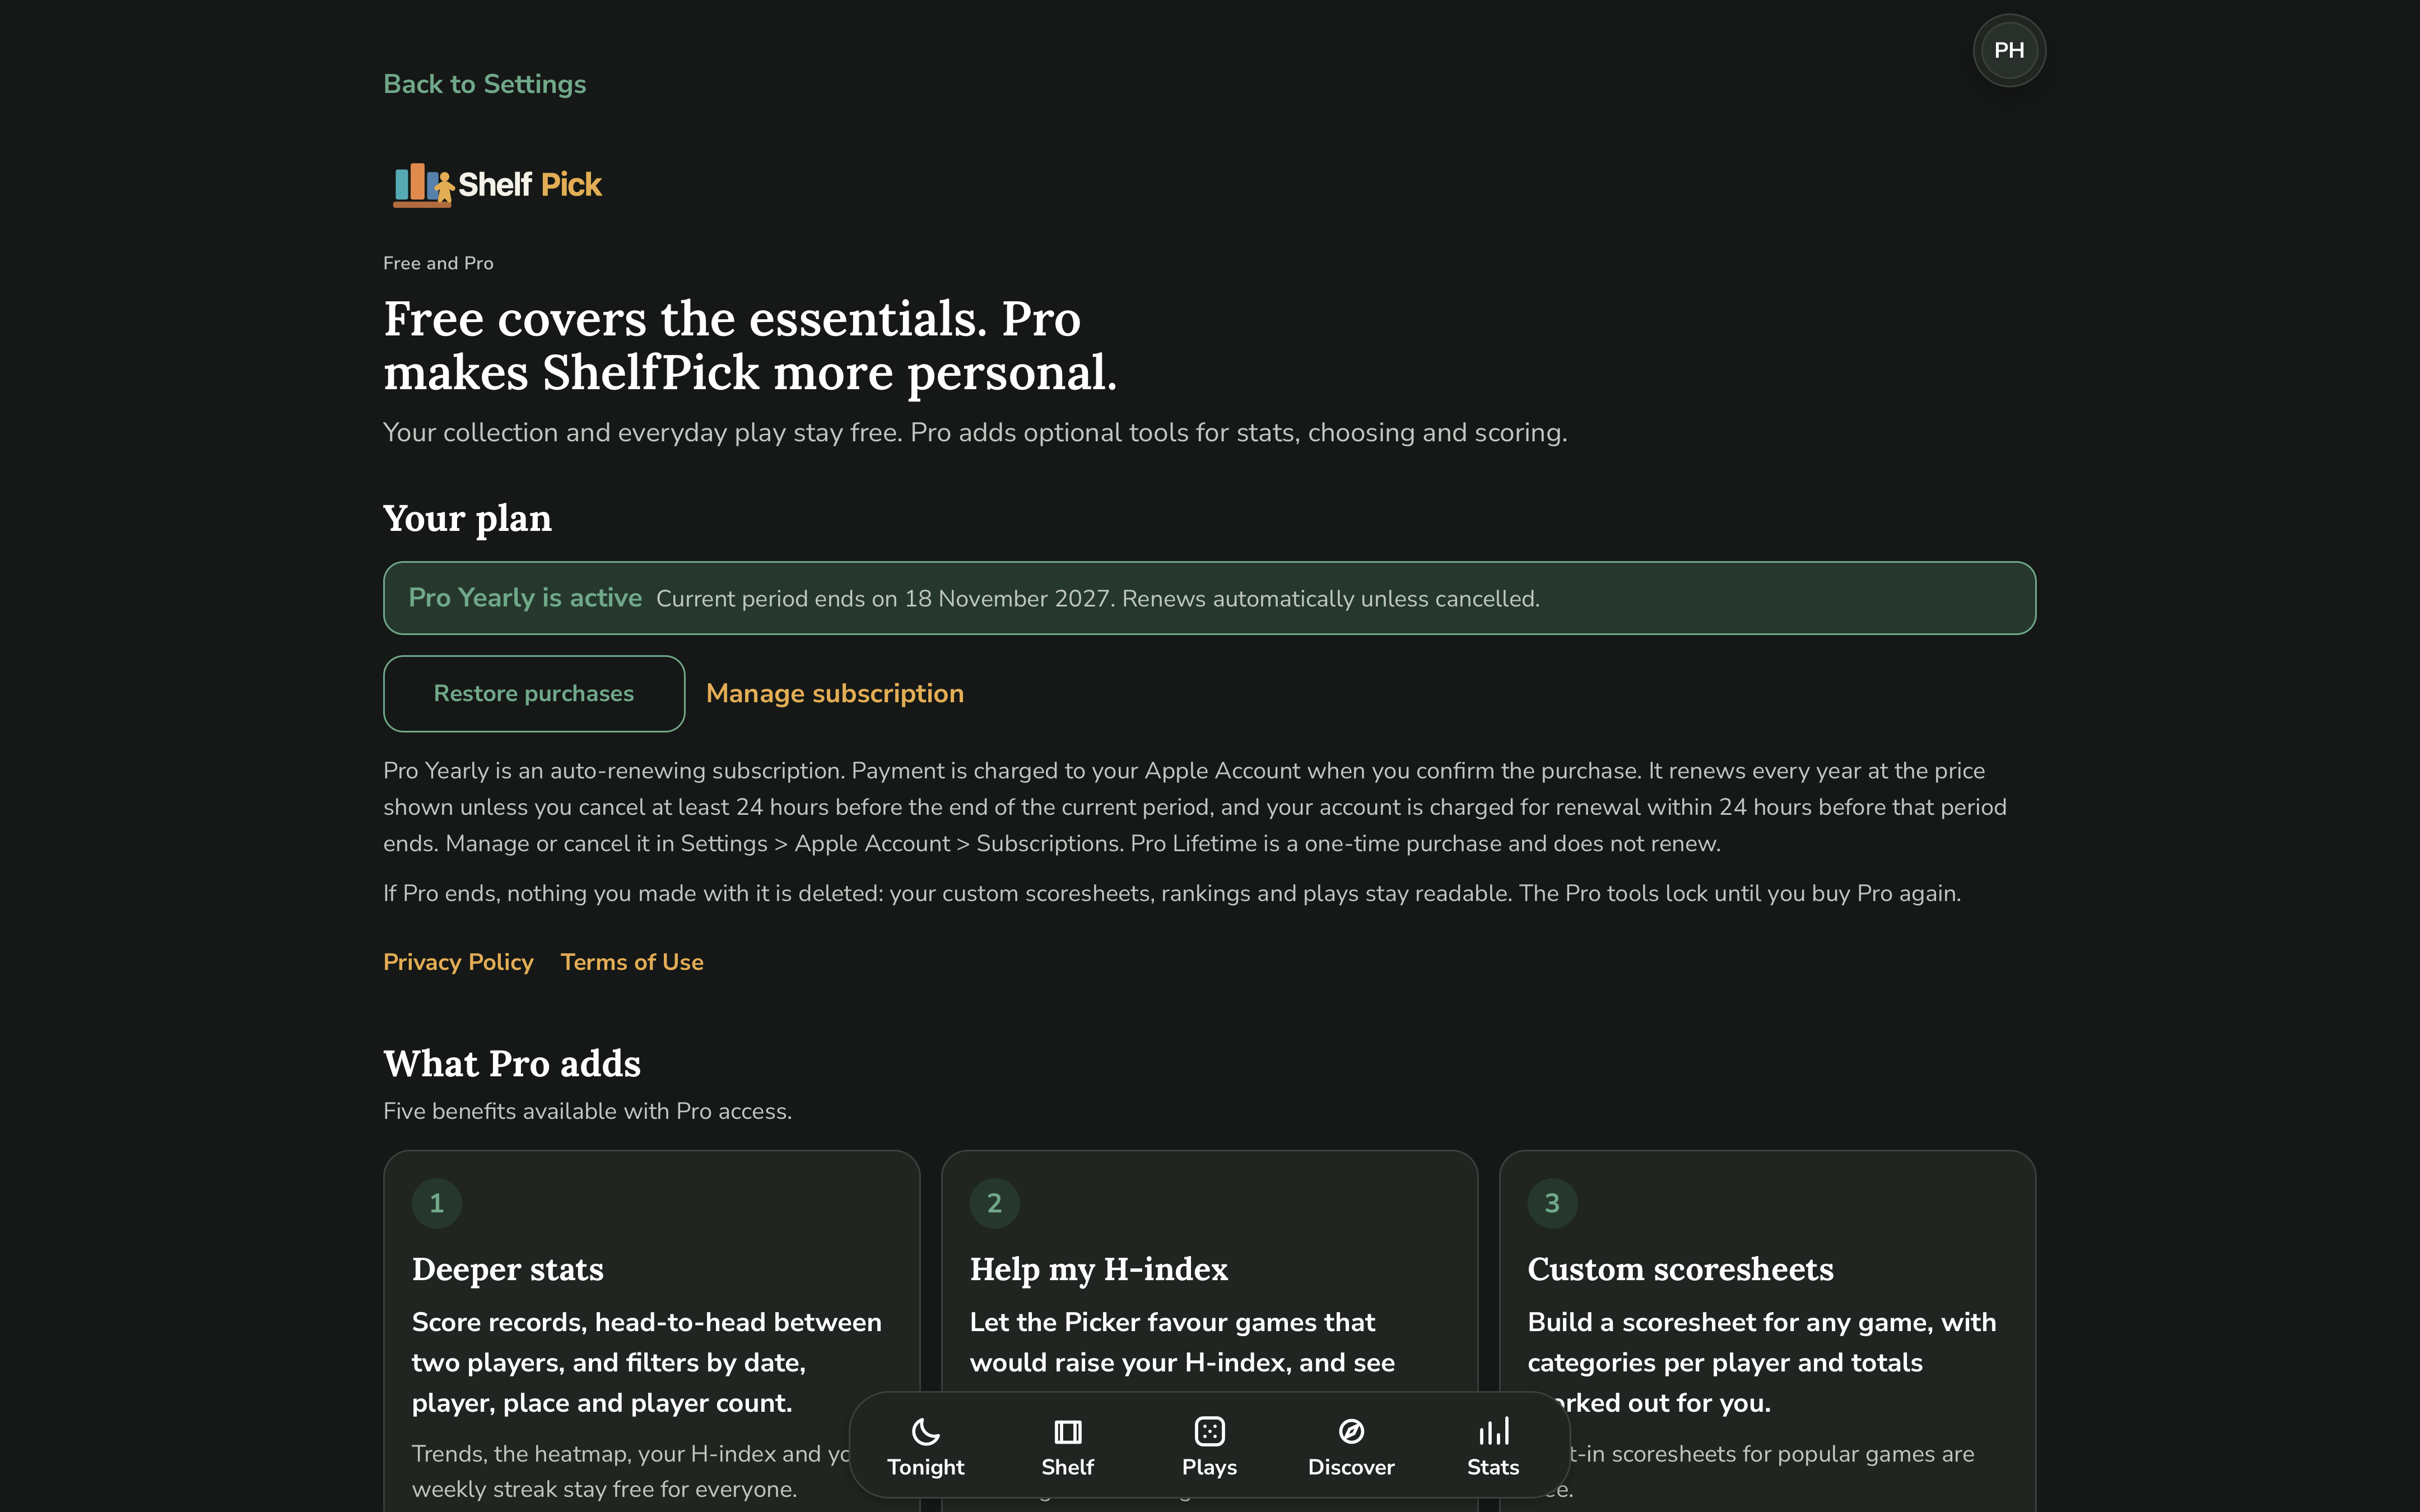 PH
Back to Settings
Shelf Pick
Free and Pro
Free covers the essentials. Pro
makes ShelfPick more personal.
Your collection and everyday play stay free. Pro adds optional tools for stats, choosing and scoring.
Your plan
Pro Yearly is active Current period ends on 18 November 2027. Renews automatically unless cancelled.
Restore purchases Manage subscription
Pro Yearly is an auto-renewing subscription. Payment is charged to your Apple Account when you confirm the purchase. It renews every year at the price
shown unless you cancel at least 24 hours before the end of the current period, and your account is charged for renewal within 24 hours before that period
ends. Manage or cancel it in Settings > Apple Account > Subscriptions. Pro Lifetime is a one-time purchase and does not renew.
If Pro ends, nothing you made with it is deleted: your custom scoresheets, rankings and plays stay readable. The Pro tools lock until you buy Pro again.
Privacy Policy Terms of Use
What Pro adds
Five benefits available with Pro access.
1
Deeper stats
Score records, head-to-head between
two players, and filters by date,
player, place and player count.
Trends, the heatmap, your H-index and
weekly streak stay free for everyone.
2
Help my H-index
Let the Picker favour games that
would raise your H-index, and see
3
Custom scoresheets
Build a scoresheet for any game, with
categories per player and totals
out for you.
scoresheets for popular games are
Tonight Shelf Plays Discover Stats